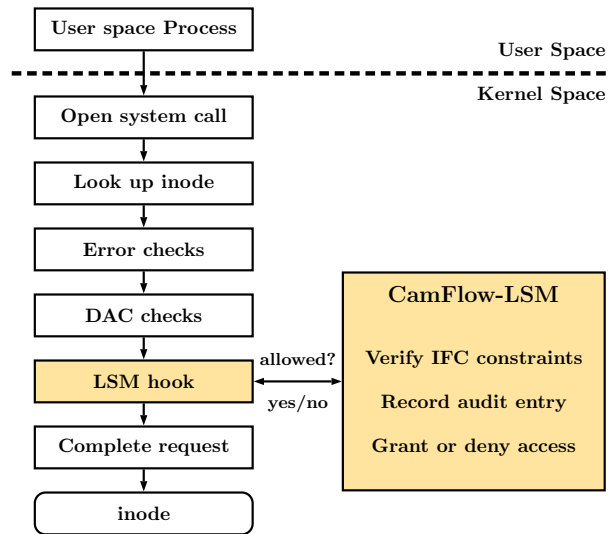 User space Process
User Space
Kernel Space
Open system call
Look up inode
Error checks
DAC checks
LSM hook
allowed?
yes/no
CamFlow-LSM
Verify IFC constraints
Record audit entry
Grant or deny access
Complete request
inode